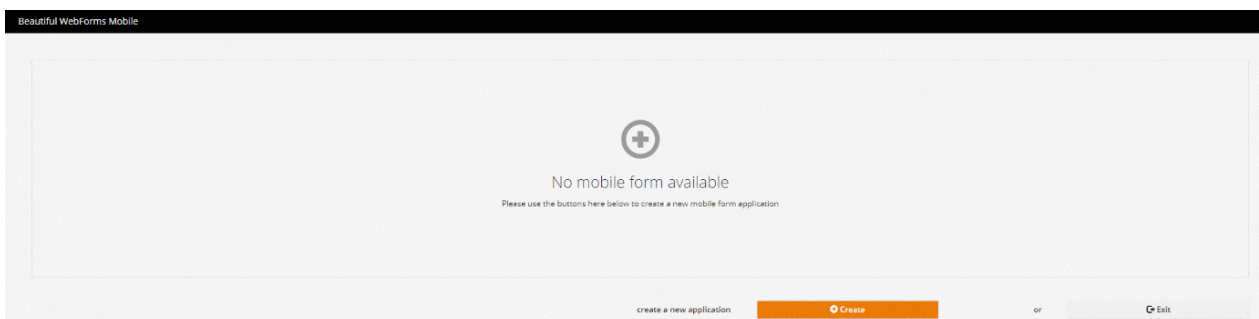 Beautiful WebForms Mobile
No mobile form available
Please use the buttons here below to create a new mobile form application
create a new application Create or Exit